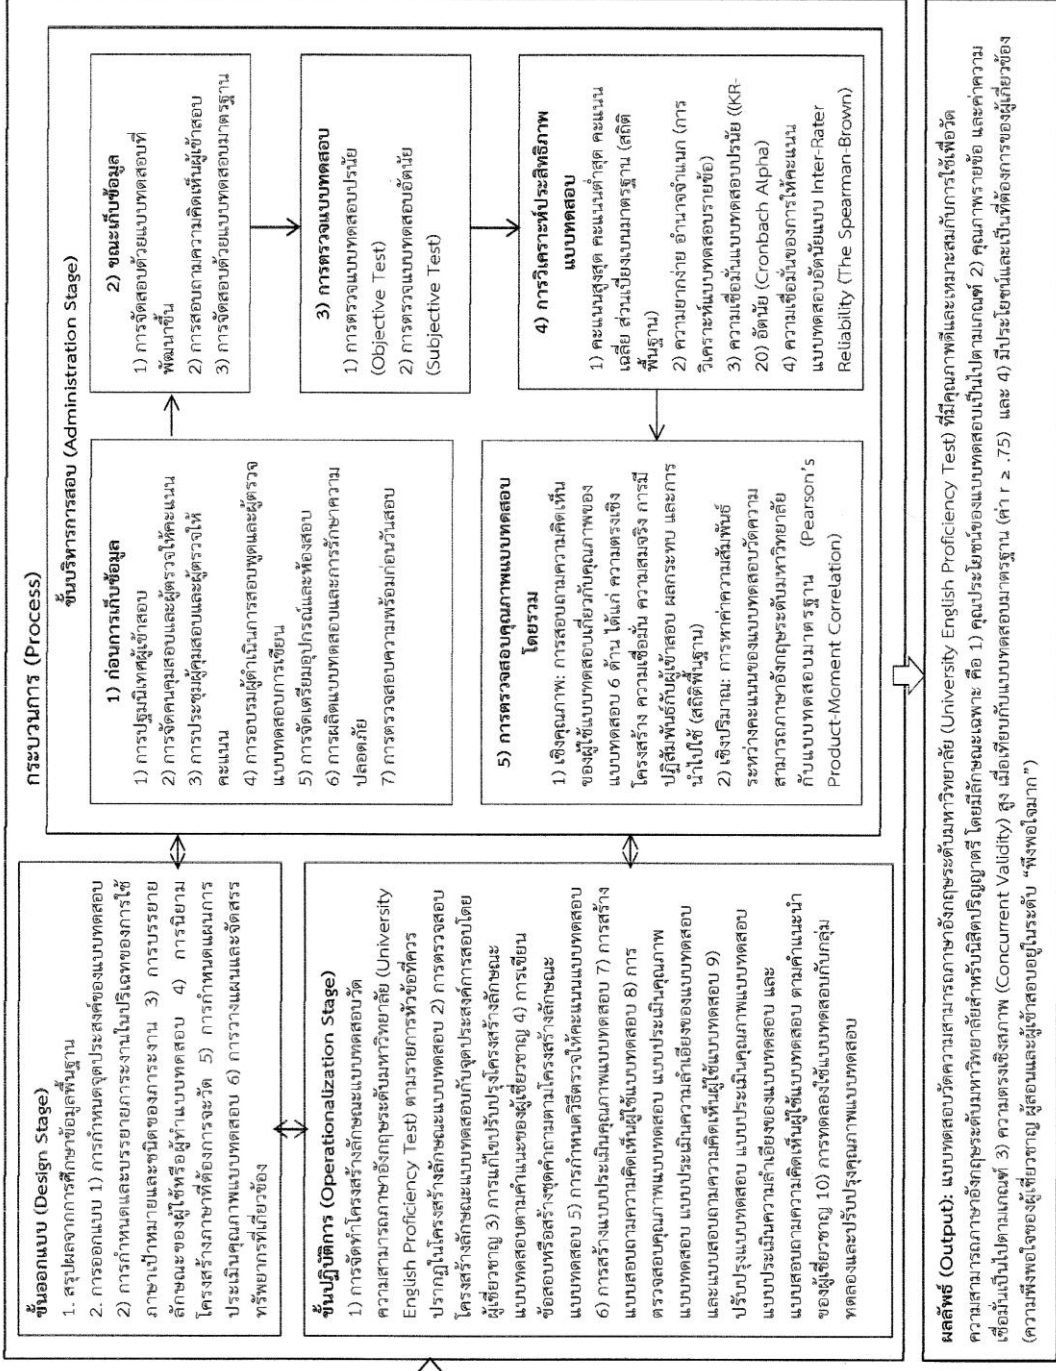 กระบวนการ (Process)
ขั้นออกแบบ (Design Stage)
1. สรุปผลจากการศึกษาข้อมูลพื้นฐาน
2. การออกแบบ 1) การกำหนดจุดประสงค์ของแบบทดสอบ
2) การกำหนดและบรรยายภาระงานในปริบทของการใช้
ภาษาเป้าหมายและชนิดของภาระงาน 3) การบรรยาย
ลักษณะของผู้ใช้หรือผู้ทำแบบทดสอบ 4) การนิยาม
โครงสร้างภาษาที่ต้องการจะวัด 5) การกำหนดแผนการ
ประเมินคุณภาพแบบทดสอบ 6) การวางแผนและจัดสรร
ทรัพยากรที่เกี่ยวข้อง
ขั้นปฏิบัติการ (Operationalization Stage)
1) การจัดทำโครงสร้างลักษณะแบบทดสอบวัด
ความสามารถภาษาอังกฤษระดับมหาวิทยาลัย (University
English Proficiency Test) ตามรายการหัวข้อที่ควร
ปรากฏในโครงสร้างลักษณะแบบทดสอบ 2) การตรวจสอบ
โครงสร้างลักษณะแบบทดสอบกับจุดประสงค์การสอบโดย
ผู้เชี่ยวชาญ 3) การแก้ไขปรับปรุงโครงสร้างลักษณะ
แบบทดสอบตามคำแนะของผู้เชี่ยวชาญ 4) การเขียน
ข้อสอบหรือสร้างชุดคำถามตามโครงสร้างลักษณะ
แบบทดสอบ 5) การกำหนดวิธีตรวจให้คะแนนแบบทดสอบ
6) การสร้างแบบประเมินคุณภาพแบบทดสอบ 7) การสร้าง
แบบสอบถามความคิดเห็นผู้ใช้แบบทดสอบ 8) การ
ตรวจสอบคุณภาพแบบทดสอบ แบบประเมินคุณภาพ
แบบทดสอบ แบบประเมินความลำเอียงของแบบทดสอบ
และแบบสอบถามความคิดเห็นผู้ใช้แบบทดสอบ 9)
ปรับปรุงแบบทดสอบ แบบประเมินคุณภาพแบบทดสอบ
แบบประเมินความลำเอียงของแบบทดสอบ และ
แบบสอบถามความคิดเห็นผู้ใช้แบบทดสอบ ตามคำแนะนำ
ของผู้เชี่ยวชาญ 10) การทดลองใช้แบบทดสอบกับกลุ่ม
ทดลองและปรับปรุงคุณภาพแบบทดสอบ
ขั้นบริหารการสอบ (Administration Stage)
1) ก่อนการเก็บข้อมูล
1) การปฐมนิเทศผู้เข้าสอบ
2) การจัดคนคุมสอบและผู้ตรวจให้คะแนน
3) การประชุมผู้คุมสอบและผู้ตรวจให้
คะแนน
4) การอบรมผู้ดำเนินการสอบพูดและผู้ตรวจ
แบบทดสอบการเขียน
5) การจัดเตรียมอุปกรณ์และห้องสอบ
6) การผลิตแบบทดสอบและการรักษาความ
ปลอดภัย
7) การตรวจสอบความพร้อมก่อนวันสอบ
2) ขณะเก็บข้อมูล
1) การจัดสอบด้วยแบบทดสอบที่
พัฒนาขึ้น
2) การสอบถามความคิดเห็นผู้เข้าสอบ
3) การจัดสอบด้วยแบบทดสอบมาตรฐาน
3) การตรวจแบบทดสอบ
1) การตรวจแบบทดสอบปรนัย
(Objective Test)
2) การตรวจแบบทดสอบอัตนัย
(Subjective Test)
4) การวิเคราะห์ประสิทธิภาพ
แบบทดสอบ
1) คะแนนสูงสุด คะแนนต่ำสุด คะแนน
เฉลี่ย ส่วนเบี่ยงเบนมาตรฐาน (สถิติ
พื้นฐาน)
2) ความยากง่าย อำนาจจำแนก (การ
วิเคราะห์แบบทดสอบรายข้อ)
3) ความเชื่อมั่นแบบทดสอบปรนัย ((KR-
20) อัตนัย (Cronbach Alpha)
4) ความเชื่อมั่นของการให้คะแนน
แบบทดสอบอัตนัยแบบ Inter-Rater
Reliability (The Spearman-Brown)
5) การตรวจสอบคุณภาพแบบทดสอบ
โดยรวม
1) เชิงคุณภาพ: การสอบถามความคิดเห็น
ของผู้ใช้แบบทดสอบเกี่ยวกับคุณภาพของ
แบบทดสอบ 6 ด้าน ได้แก่ ความตรงเชิง
โครงสร้าง ความเชื่อมั่น ความสมจริง การมี
ปฏิสัมพันธ์กับผู้เข้าสอบ ผลกระทบ และการ
นำไปใช้ (สถิติพื้นฐาน)
2) เชิงปริมาณ: การหาค่าความสัมพันธ์
ระหว่างคะแนนของแบบทดสอบวัดความ
สามารถภาษาอังกฤษระดับมหาวิทยาลัย
กับแบบทดสอบมาตรฐาน (Pearson's
Product-Moment Correlation)
ผลลัพธ์ (Output): แบบทดสอบวัดความสามารถภาษาอังกฤษระดับมหาวิทยาลัย (University English Proficiency Test) ที่มีคุณภาพดีและเหมาะสมกับการใช้เพื่อวัด
ความสามารถภาษาอังกฤษระดับมหาวิทยาลัยสำหรับนิสิตปริญญาตรี โดยมีลักษณะเฉพาะ คือ 1) คุณประโยชน์ของแบบทดสอบเป็นไปตามเกณฑ์ 2) คุณภาพรายข้อ และค่าความ
เชื่อมั่นเป็นไปตามเกณฑ์ 3) ความตรงเชิงสภาพ (Concurrent Validity) สูง เมื่อเทียบกับแบบทดสอบมาตรฐาน (ค่า r ≥ .75) และ 4) มีประโยชน์และเป็นที่ต้องการของผู้เกี่ยวข้อง
(ความพึงพอใจของผู้เชี่ยวชาญ ผู้สอนและผู้เข้าสอบอยู่ในระดับ "พึงพอใจมาก")